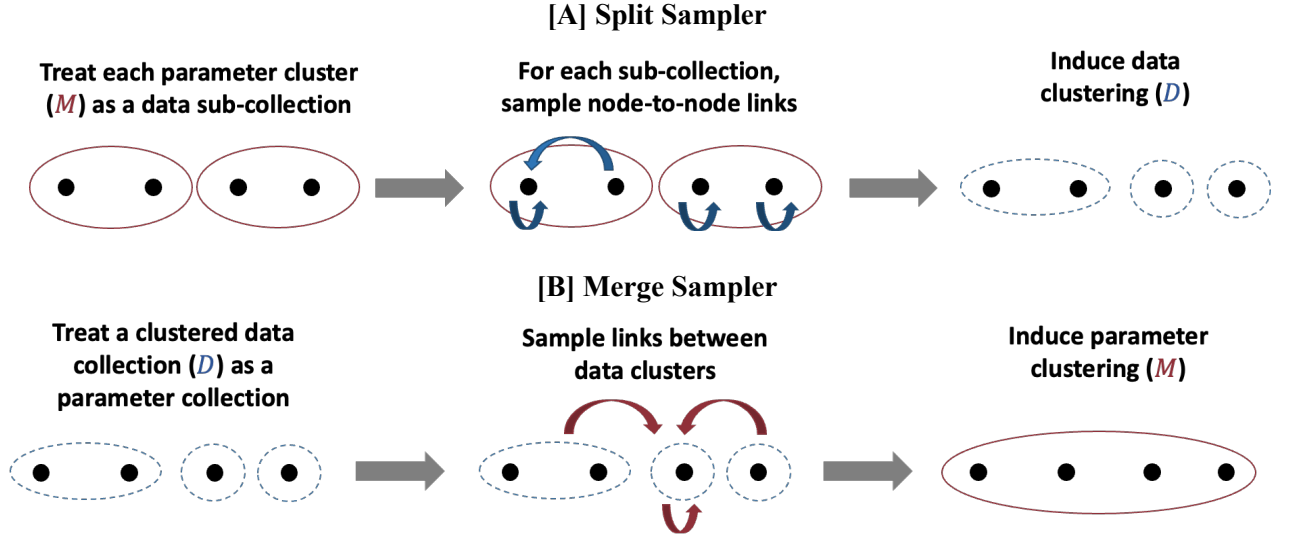 [A] Split Sampler
Treat each parameter cluster
(M) as a data sub-collection
For each sub-collection,
sample node-to-node links
Induce data
clustering (D)
[B] Merge Sampler
Treat a clustered data
collection (D) as a
parameter collection
Sample links between
data clusters
Induce parameter
clustering (M)